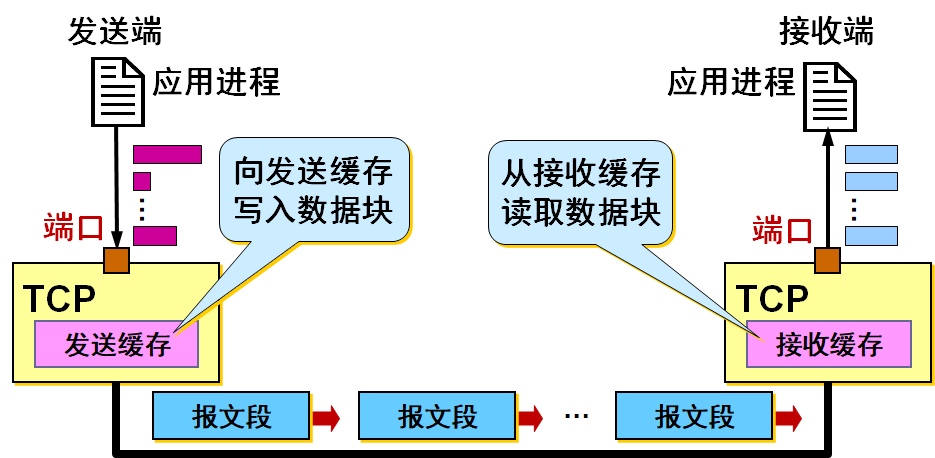 发送端
接收端
应用进程
应用进程
向发送缓存
写入数据块
从接收缓存
读取数据块
端口
端口
TCP
TCP
发送缓存
接收缓存
报文段
报文段
…
报文段